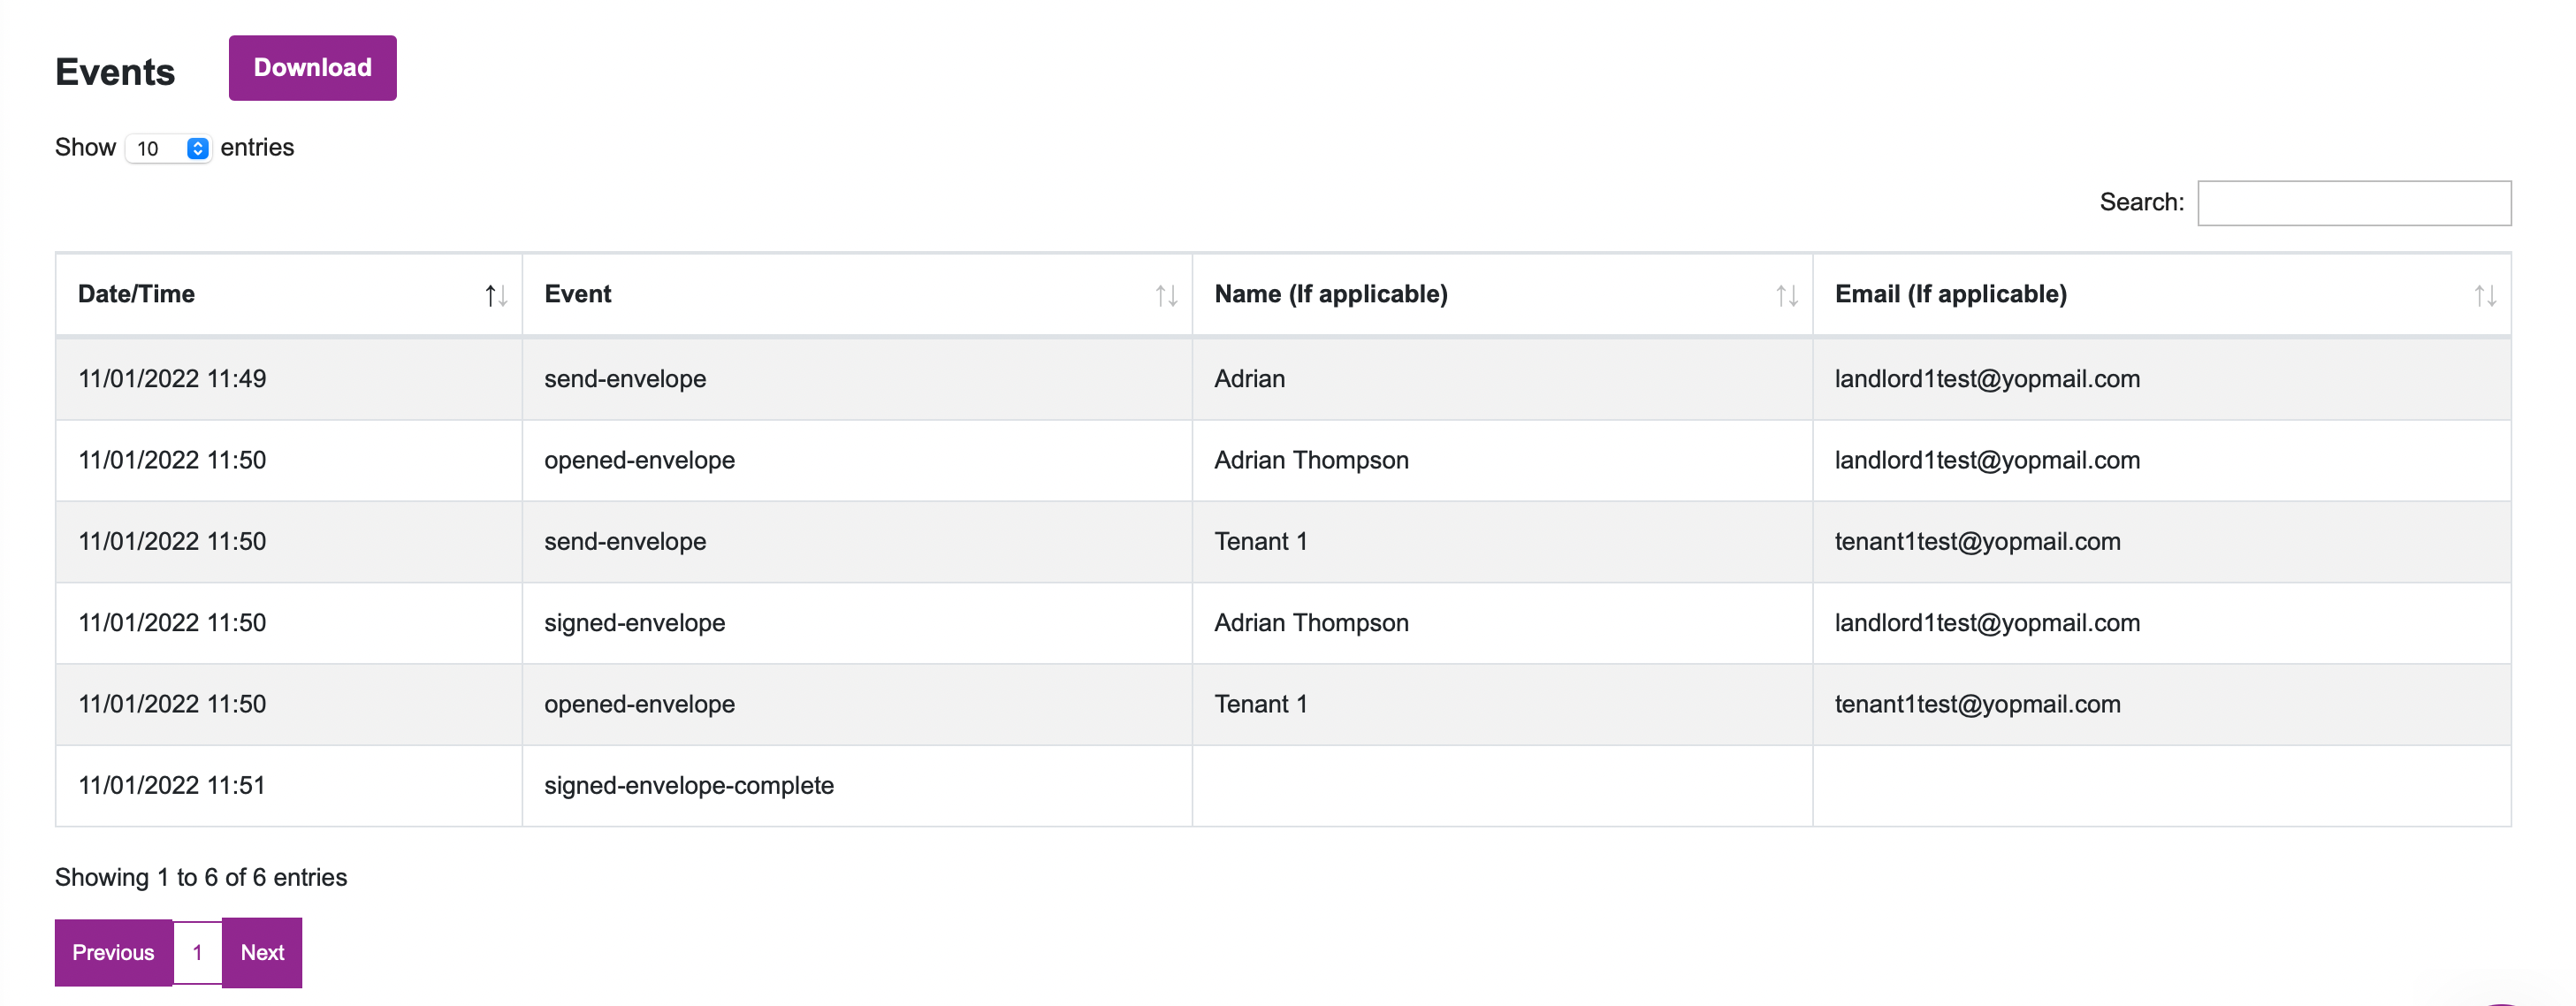 Events
Download
Show 10 entries
Search:
Date/Time Event Name (If applicable) Email (If applicable)
11/01/2022 11:49 send-envelope Adrian landlord1test@yopmail.com
11/01/2022 11:50 opened-envelope Adrian Thompson landlord1test@yopmail.com
11/01/2022 11:50 send-envelope Tenant 1 tenant1test@yopmail.com
11/01/2022 11:50 signed-envelope Adrian Thompson landlord1test@yopmail.com
11/01/2022 11:50 opened-envelope Tenant 1 tenant1test@yopmail.com
11/01/2022 11:51 signed-envelope-complete
Showing 1 to 6 of 6 entries
Previous 1 Next